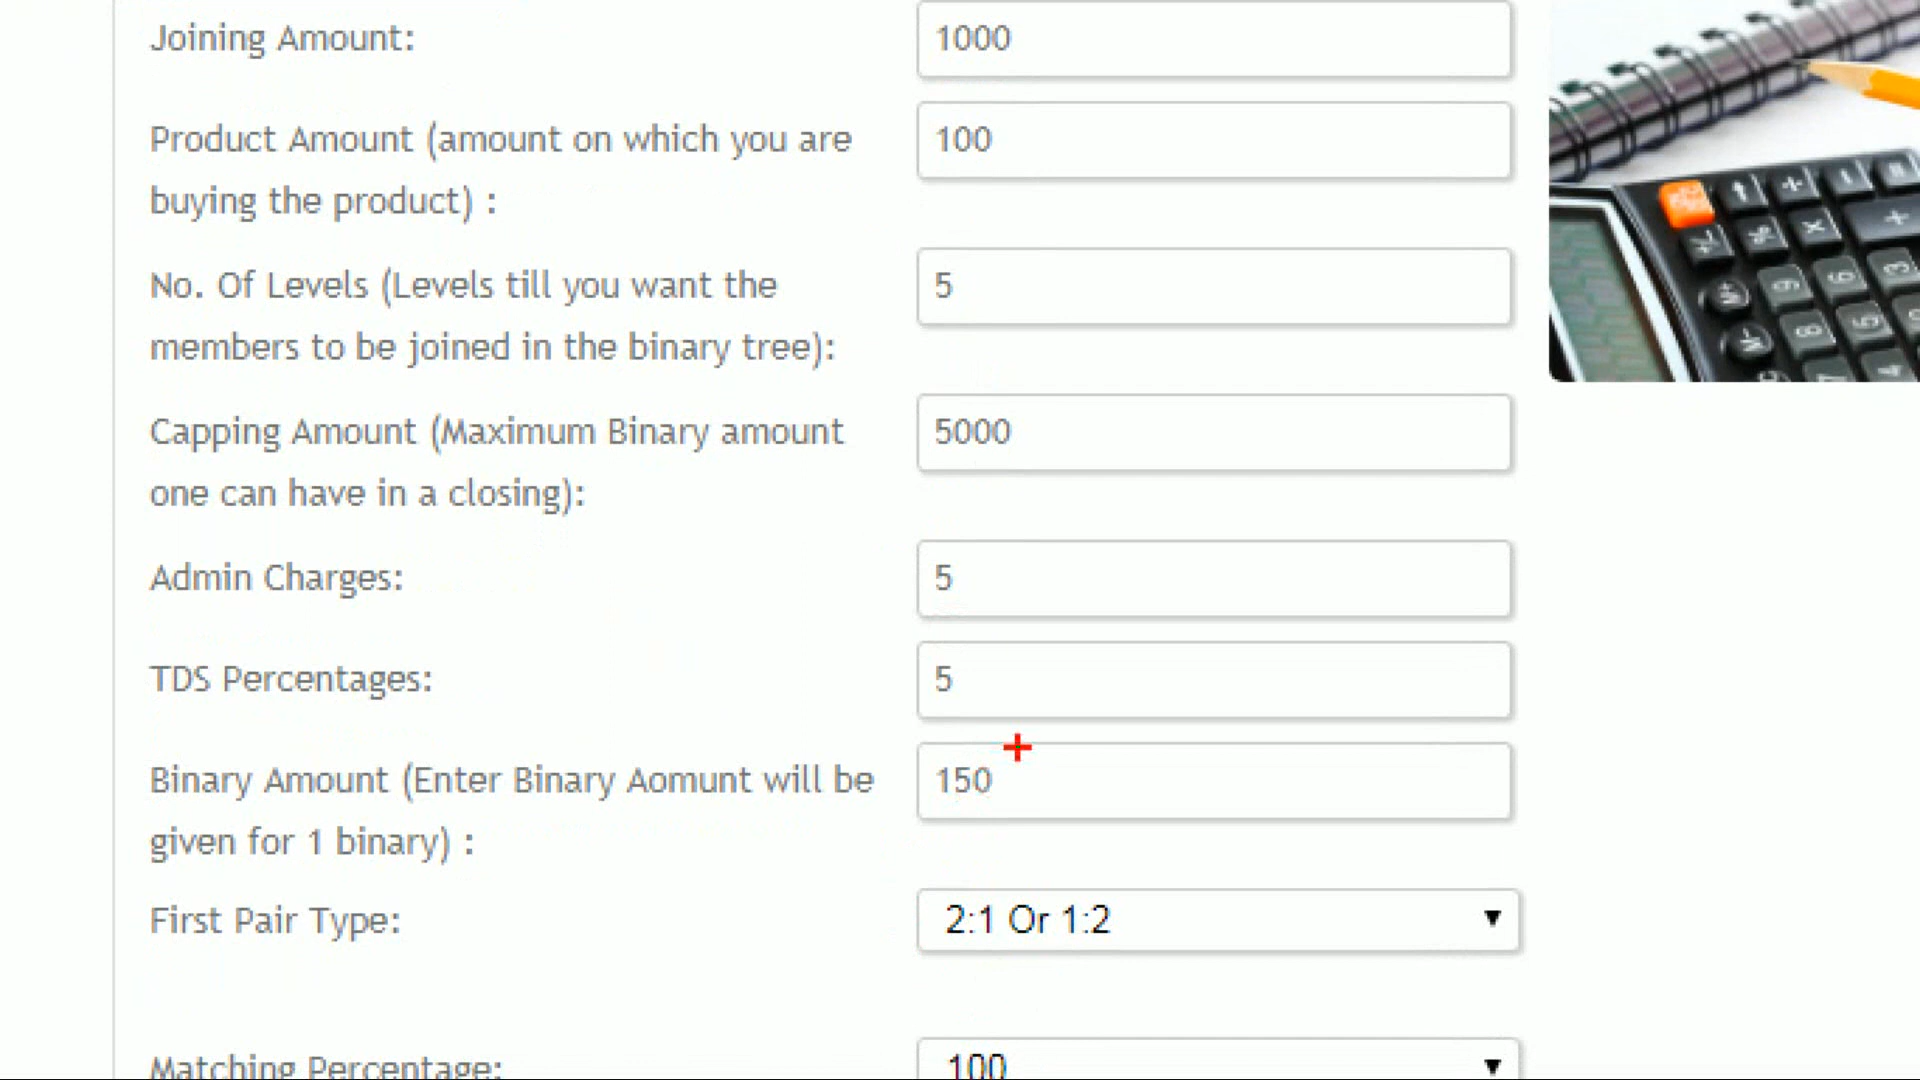 Joining Amount: 1000
Product Amount (amount on which you are 100
buying the product) :
No. Of Levels (Levels till you want the 5
members to be joined in the binary tree):
Capping Amount (Maximum Binary amount 5000
one can have in a closing):
Admin Charges: 5
TDS Percentages: 5
Binary Amount (Enter Binary Aomunt will be 150
given for 1 binary) :
First Pair Type: 2:1 Or 1:2
Matching Percentage: 100